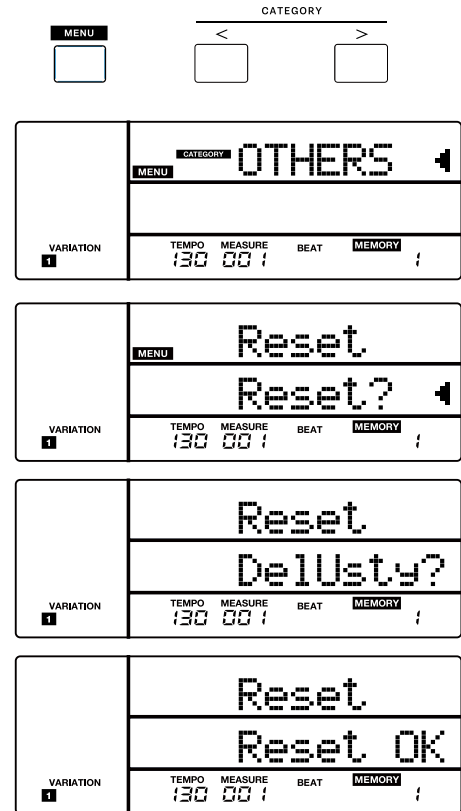 CATEGORY
MENU < >
CATEGORY OTHERS
MENU
VARIATION TEMPO MEASURE BEAT MEMORY
1 130 001 1
Reset
MENU
Reset?
VARIATION TEMPO MEASURE BEAT MEMORY
1 130 001 1
Reset
DelUsty?
VARIATION TEMPO MEASURE BEAT MEMORY
1 130 001 1
Reset
Reset OK
VARIATION TEMPO MEASURE BEAT MEMORY
1 130 001 1